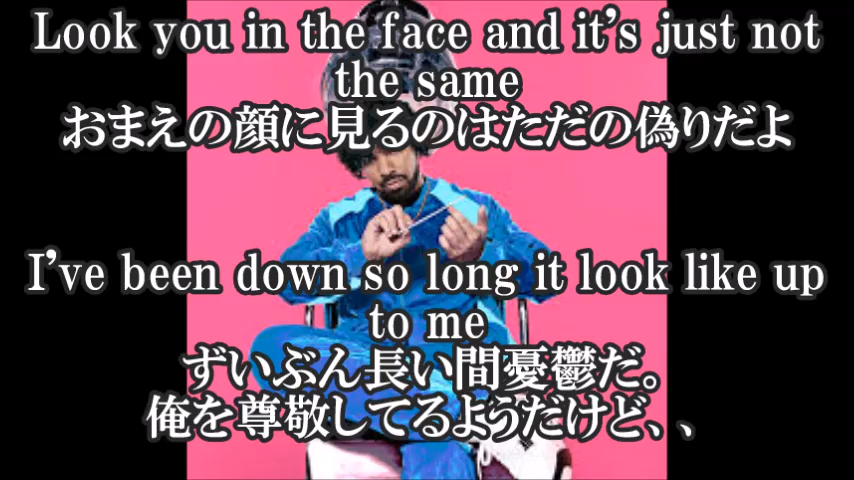 Look you in the face and it's just not
the same
おまえの顔に見るのはただの偽りだよ
I've been down so long it look like up
to me
ずいぶん長い間憂鬱だ。
俺を尊敬してるようだけど、、